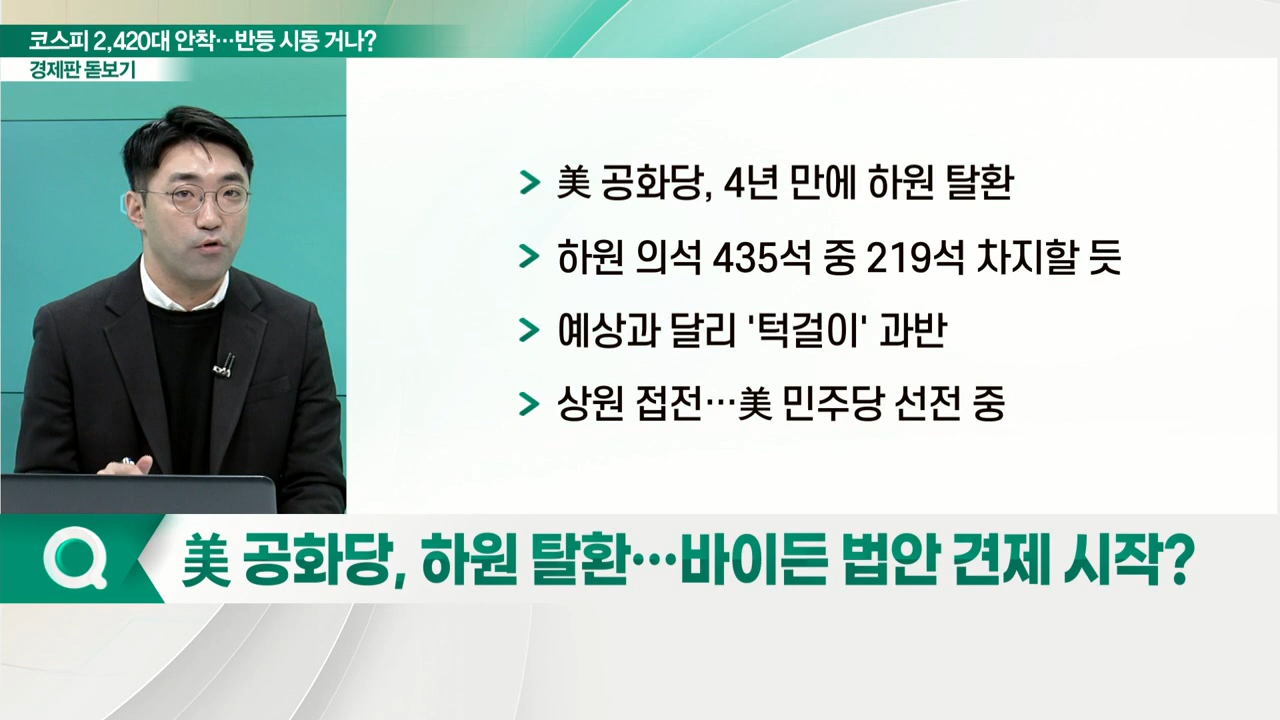 코스피 2,420대 안착…반등 시동 거나?
경제판 돋보기
> 美 공화당, 4년 만에 하원 탈환
> 하원 의석 435석 중 219석 차지할 듯
> 예상과 달리 '턱걸이' 과반
> 상원 접전…美 민주당 선전 중
Q 美 공화당, 하원 탈환…바이든 법안 견제 시작?